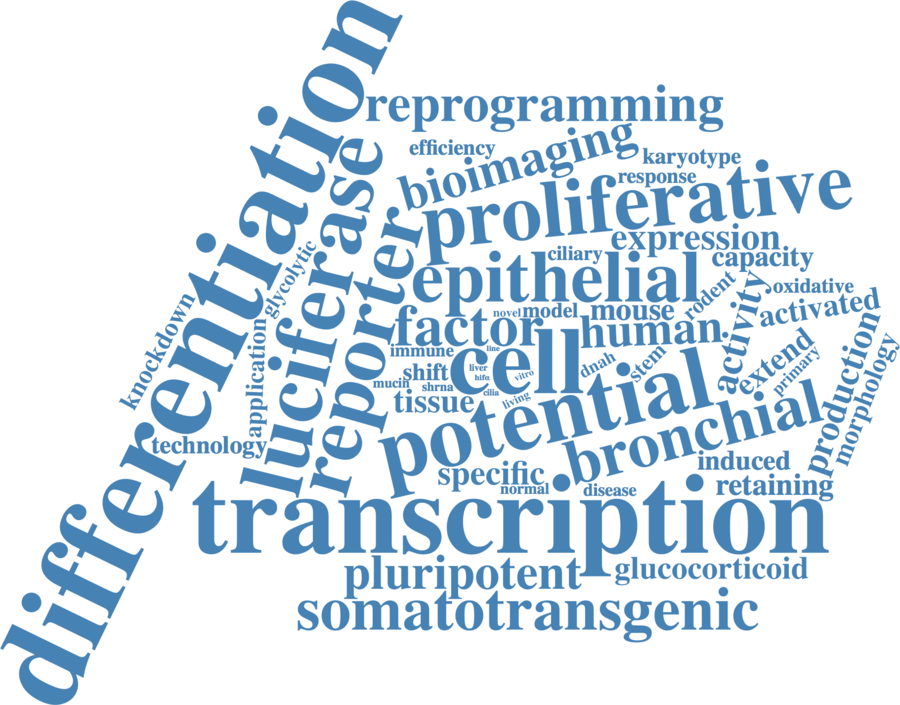 differentiation
reprogramming
efficiency
bioimaging
karyotype
response
luciferase
proliferative
reporter
expression
ciliary
capacity
glycolytic
epithelial
rodent
oxidative
knockdown
novel
model
mouse
activity
activated
factor
human
application
immune
line
cell
production
shift
liver
hifα
vitro
dnah
stem
extend
primary
morphology
mucin
shrna
cilia
living
tissue
potential
technology
bronchial
specific
induced
normal
disease
retaining
transcription
pluripotent
glucocorticoid
somatotransgenic